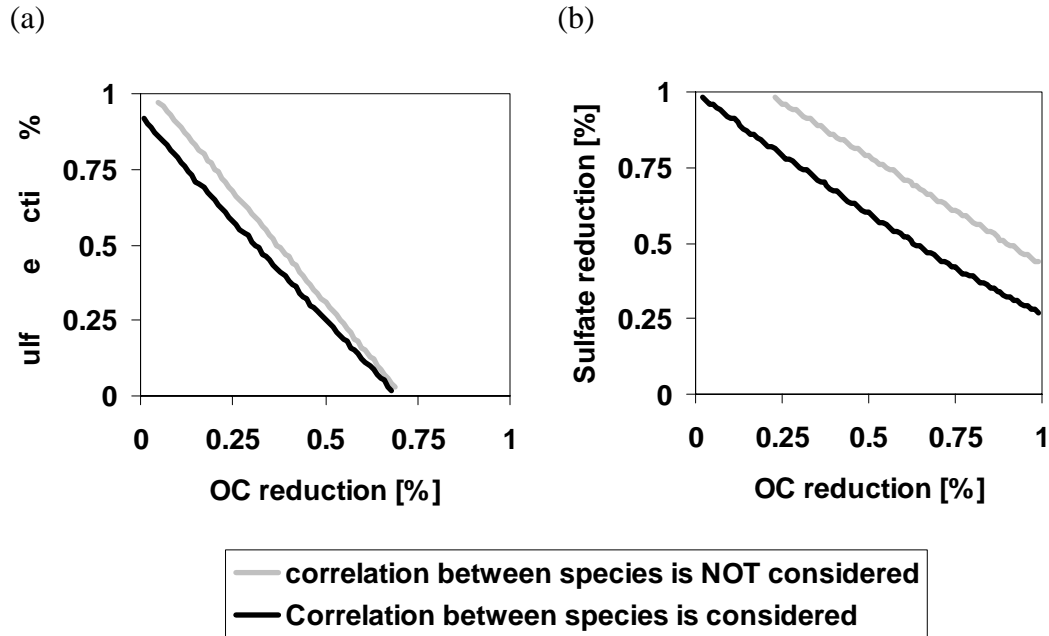 (a)
(b)
ulf e cti %
1
0.75
0.5
0.25
0
0 0.25 0.5 0.75 1
OC reduction [%]
Sulfate reduction [%]
1
0.75
0.5
0.25
0
0 0.25 0.5 0.75 1
OC reduction [%]
correlation between species is NOT considered
Correlation between species is considered